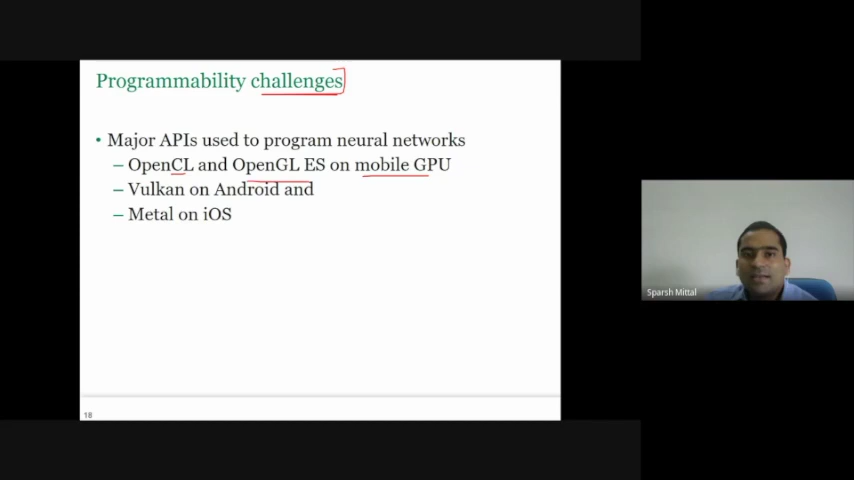 Programmability challenges
• Major APIs used to program neural networks
– OpenCL and OpenGL ES on mobile GPU
– Vulkan on Android and
– Metal on iOS
18
Sparsh Mittal